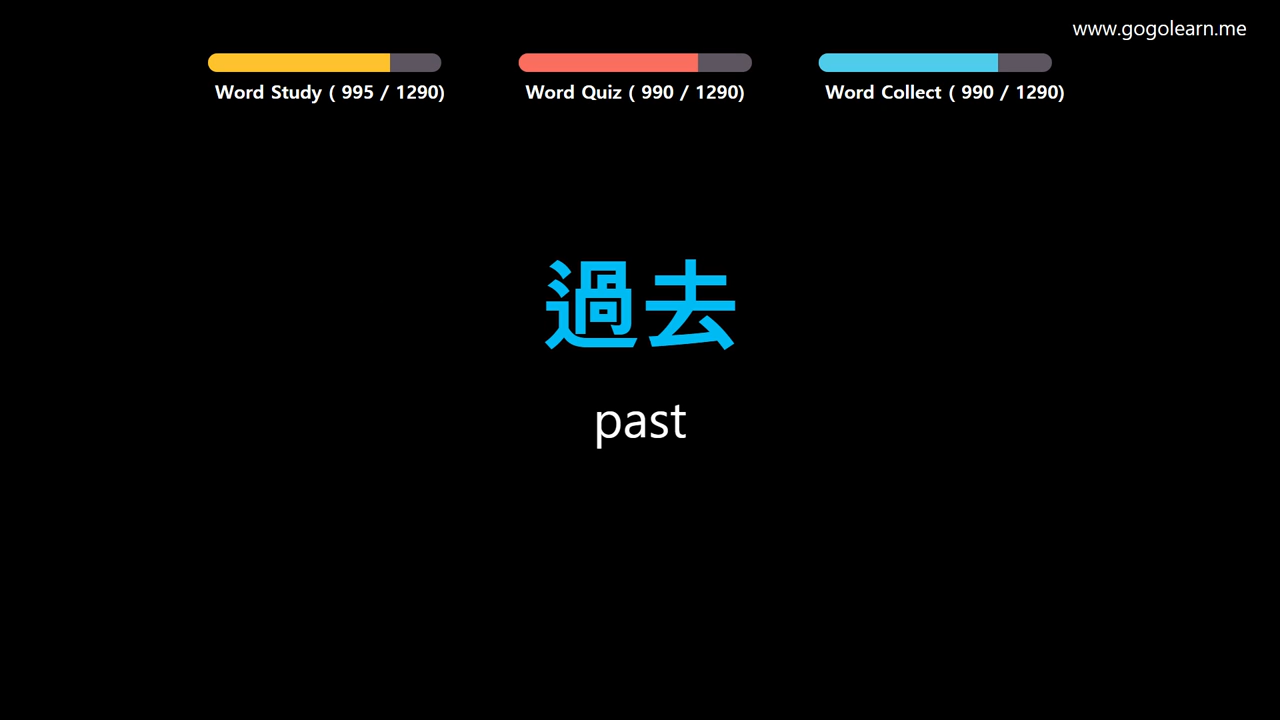 www.gogolearn.me
Word Study ( 995 / 1290)
Word Quiz ( 990 / 1290)
Word Collect ( 990 / 1290)
過去
past